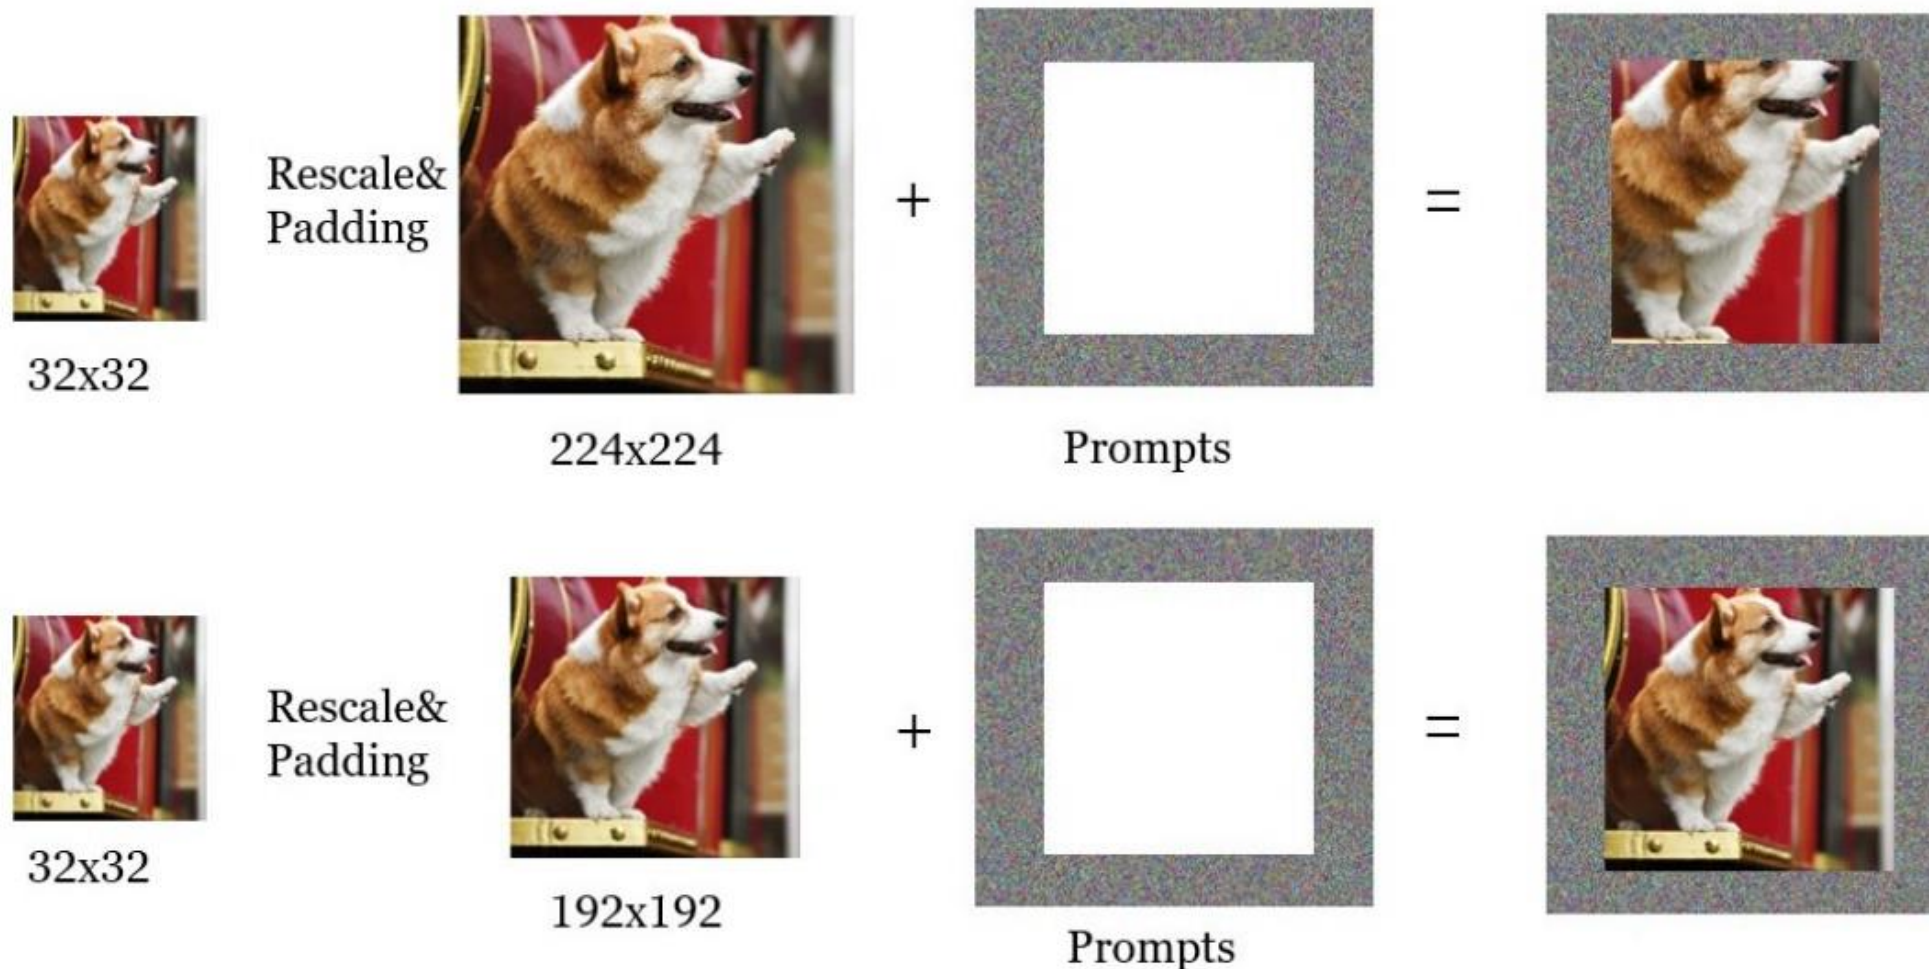 Rescale&
Padding
+
=
32x32
224x224
Prompts
Rescale&
Padding
+
=
32x32
192x192
Prompts